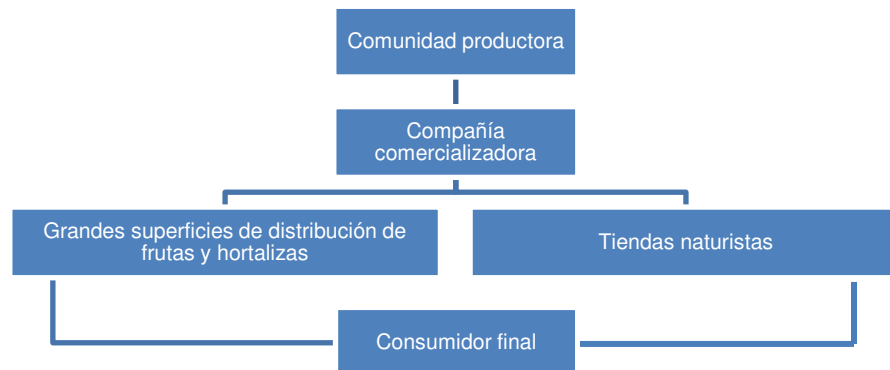 Comunidad productora
Compañía
comercializadora
Grandes superficies de distribución de
frutas y hortalizas
Tiendas naturistas
Consumidor final